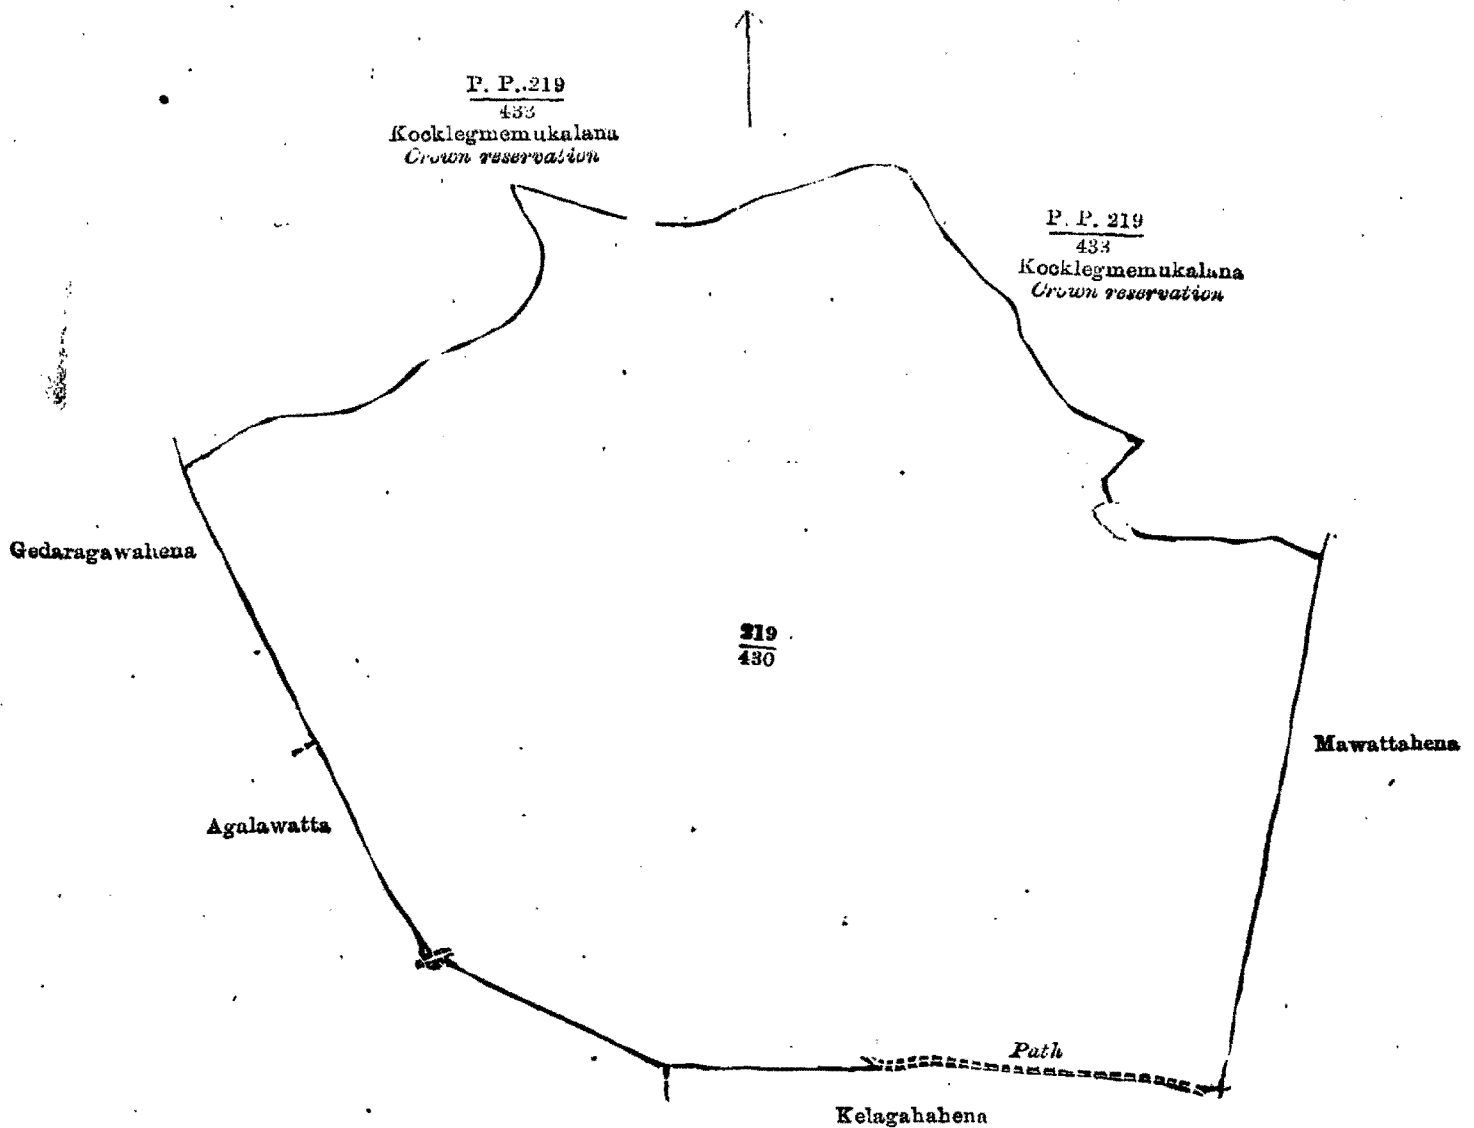 P. P. 219
433
Kocklegmemukalana
Crown reservation
P. P. 219
433
Kocklegmemukalana
Crown reservation
Gedaragawahena
219
430
Mawattahena
Agalawatta
Path
Kelagahahena